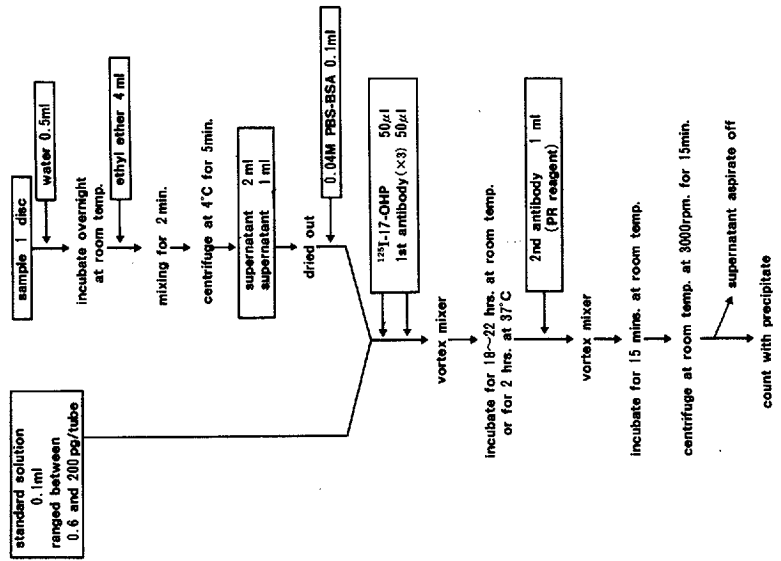 standard solution
0.1ml
ranged between
0.6 and 200 pg/tube
sample 1 disc
water 0.5ml
incubate overnight
at room temp.
ethyl ether 4 ml
mixing for 2 min.
centrifuge at 4°C for 5min.
supernatant 2 ml
supernatant 1 ml
dried out
0.04M PBS-BSA 0.1ml
¹²⁵I-17-OHP 50μl
1st antibody(×3) 50μl
vortex mixer
incubate for 18~22 hrs. at room temp.
or for 2 hrs. at 37°C
2nd antibody 1 ml
(PR reagent)
vortex mixer
incubate for 15 mins. at room temp.
centrifuge at room temp. at 3000rpm. for 15min.
supernatant aspirate off
count with precipitate